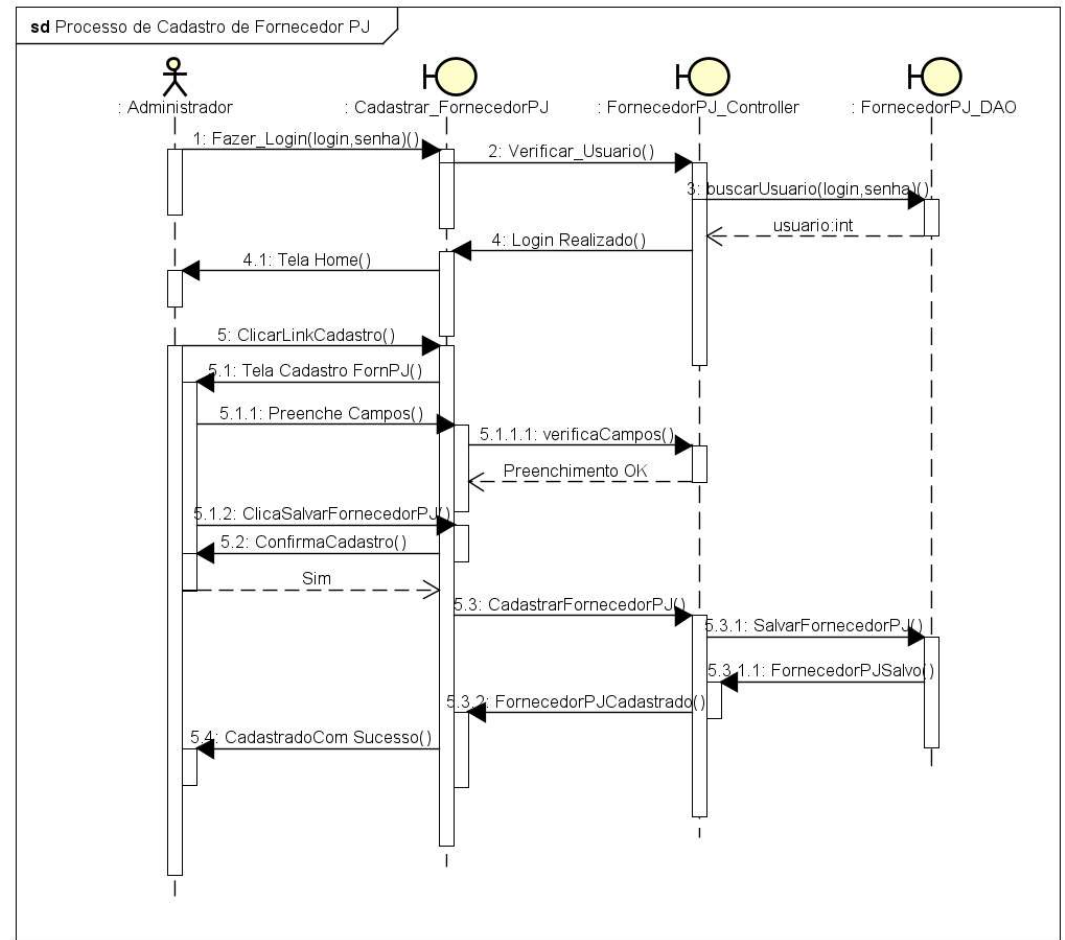 sd Processo de Cadastro de Fornecedor PJ
: Administrador
: Cadastrar_FornecedorPJ
: FornecedorPJ_Controller
: FornecedorPJ_DAO
1: Fazer_Login(login,senha)()
2: Verificar_Usuario()
3: buscarUsuario(login,senha)()
usuario:int
4: Login Realizado()
4.1: Tela Home()
5: ClicarLinkCadastro()
5.1: Tela Cadastro FornPJ()
5.1.1: Preenche Campos()
5.1.1.1: verificaCampos()
Preenchimento OK
5.1.2: ClicaSalvarFornecedorPJ()
5.2: ConfirmaCadastro()
Sim
5.3: CadastrarFornecedorPJ()
5.3.1: SalvarFornecedorPJ()
5.3.1.1: FornecedorPJSalvo()
5.3.2: FornecedorPJCadastrado()
5.4: CadastradoCom Sucesso()